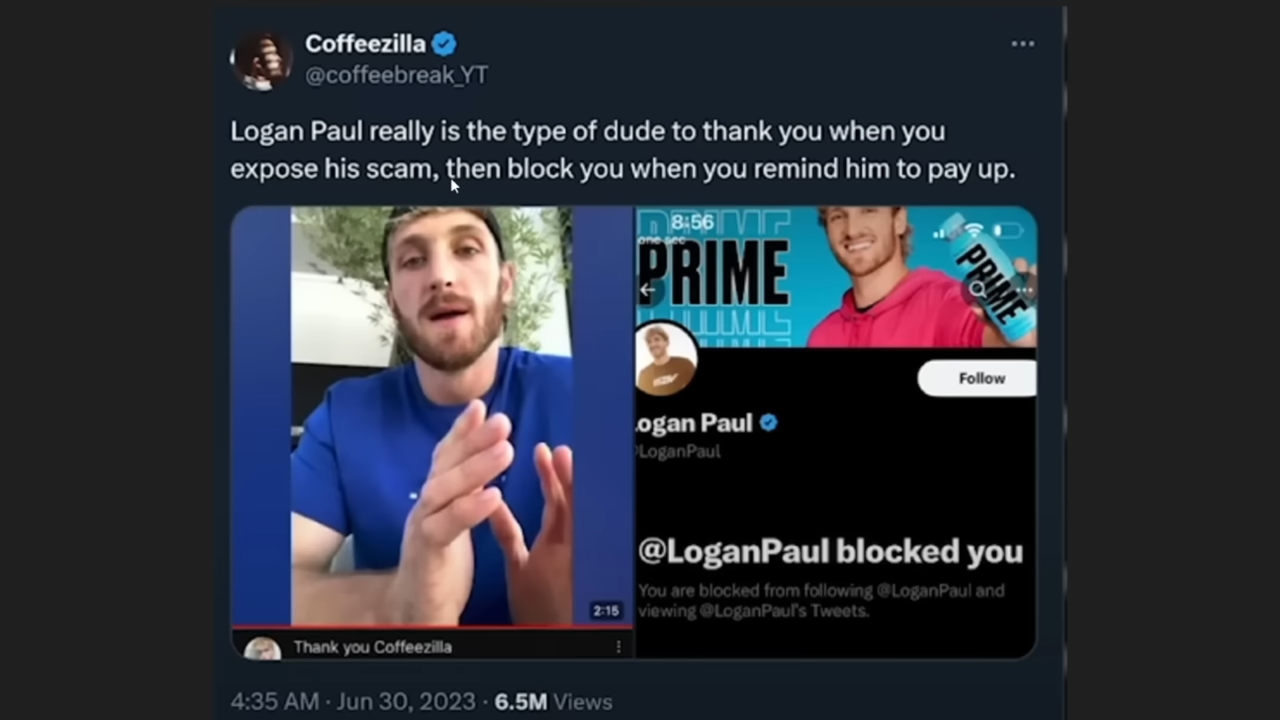 Coffeezilla
@coffeebreak_YT
Logan Paul really is the type of dude to thank you when you
expose his scam, then block you when you remind him to pay up.
8:56
PRIME
one sec
PRIME
PRIME
Follow
ogan Paul
LoganPaul
@LoganPaul blocked you
You are blocked from following @LoganPaul and
viewing @LoganPaul's Tweets.
2:15
Thank you Coffeezilla
4:35 AM · Jun 30, 2023 · 6.5M Views